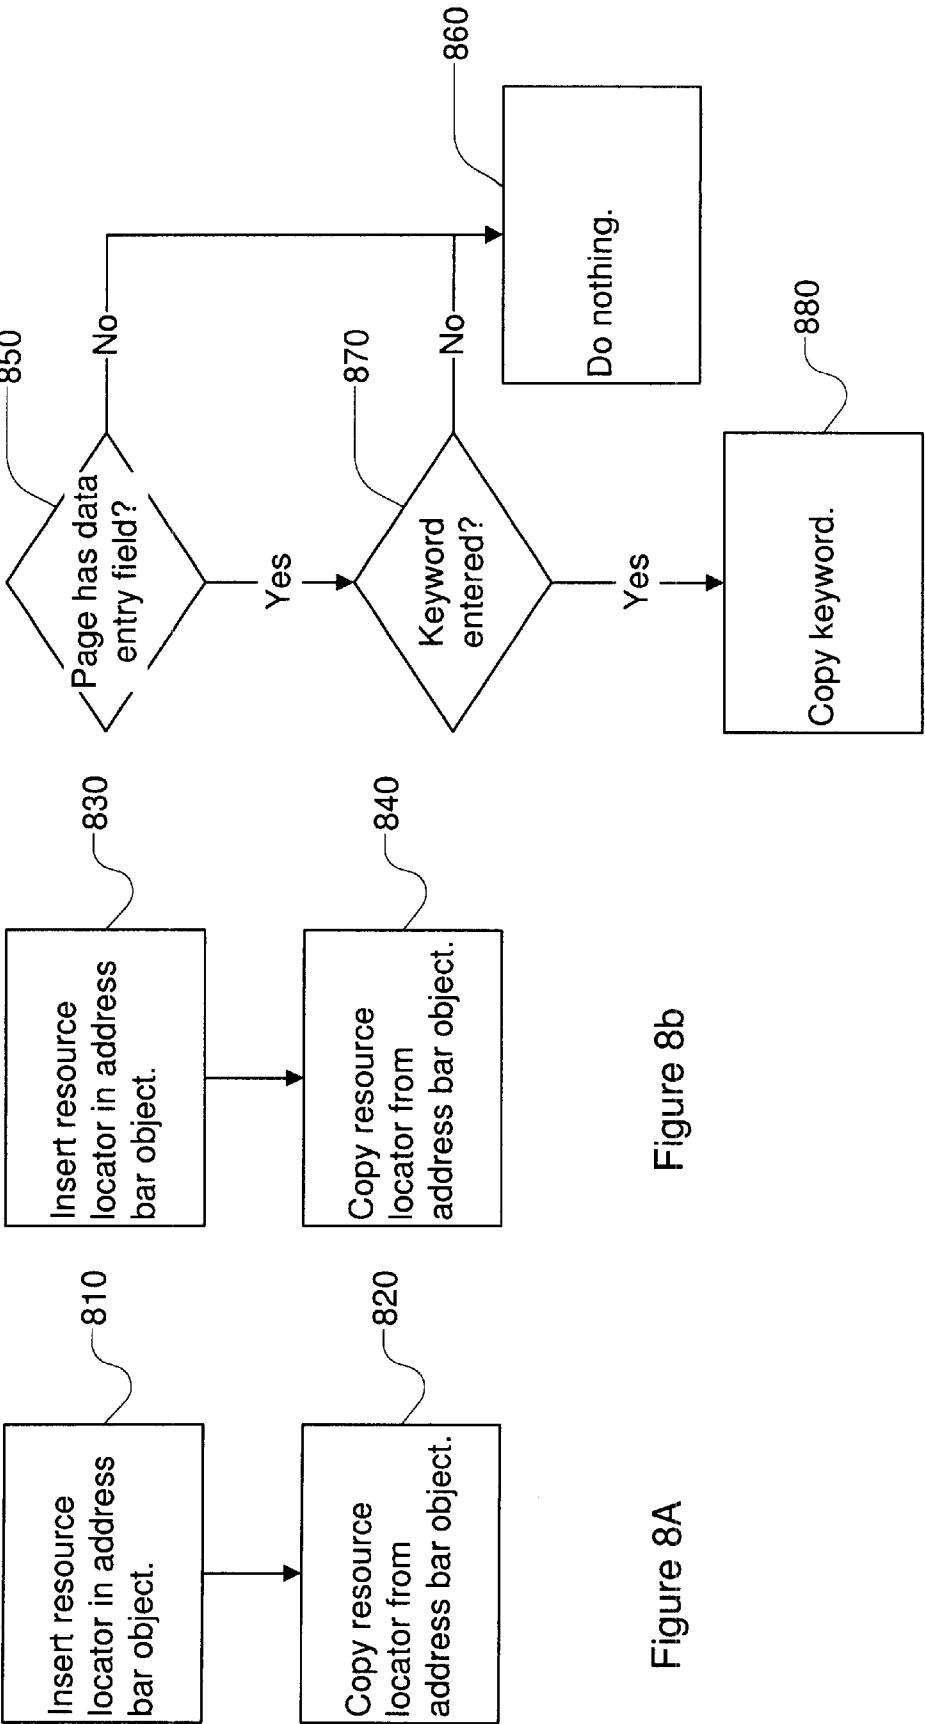 810
Insert resource
locator in address
bar object.
820
Copy resource
locator from
address bar object.
Figure 8A
830
Insert resource
locator in address
bar object.
840
Copy resource
locator from
address bar object.
Figure 8b
850
Page has data
entry field?
No
Yes
870
Keyword
entered?
No
Yes
860
Do nothing.
880
Copy keyword.